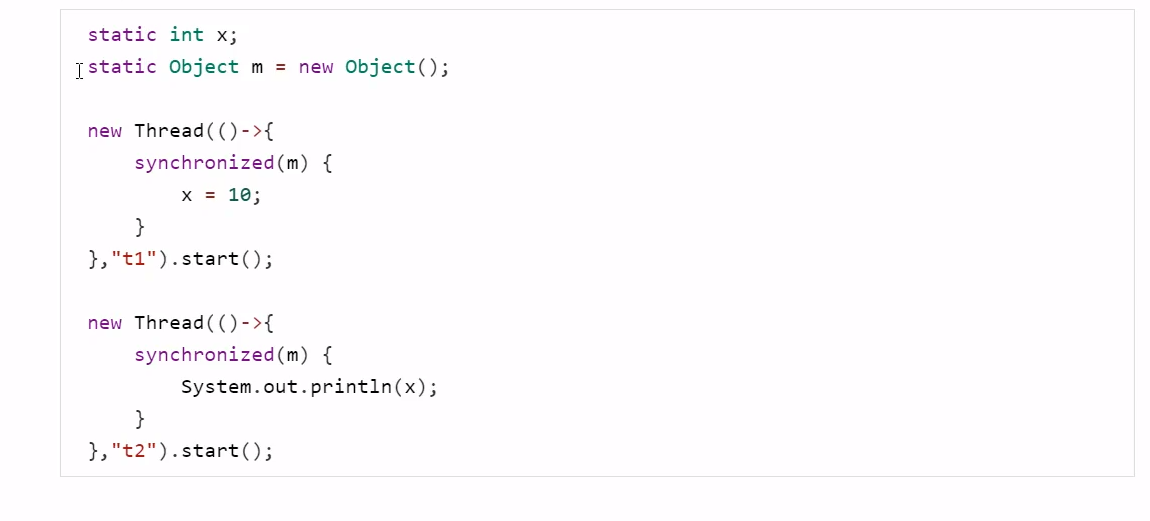 static int x;
static Object m = new Object();
new Thread(()->{
synchronized(m) {
x = 10;
}
},"t1").start();
new Thread(()->{
synchronized(m) {
System.out.println(x);
}
},"t2").start();